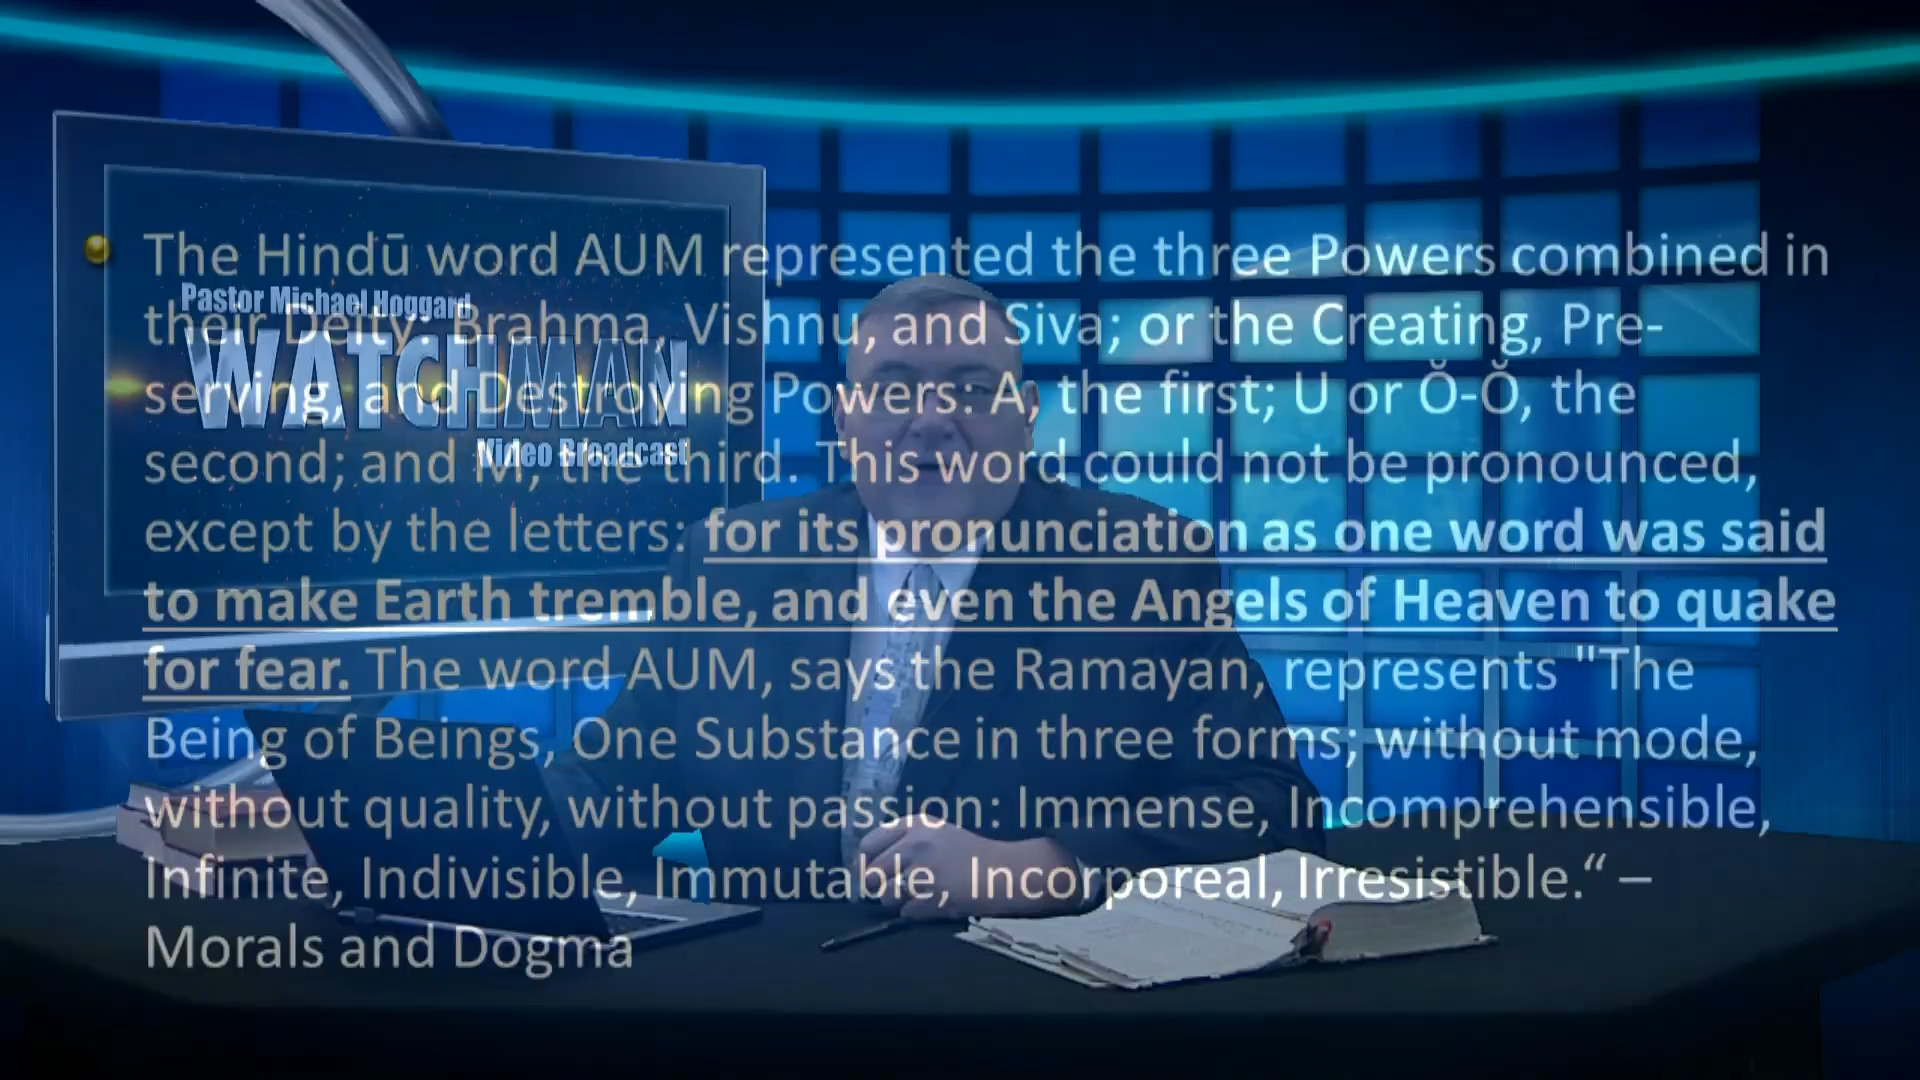 The Hindū word AUM represented the three Powers combined in
their Deity: Brahma, Vishnu, and Siva; or the Creating, Pre-
serving, and Destroying Powers: A, the first; U or Ŏ-Ŏ, the
second; and M, the third. This word could not be pronounced,
except by the letters: for its pronunciation as one word was said
to make Earth tremble, and even the Angels of Heaven to quake
for fear. The word AUM, says the Ramayan, represents "The
Being of Beings, One Substance in three forms; without mode,
without quality, without passion: Immense, Incomprehensible,
Infinite, Indivisible, Immutable, Incorporeal, Irresistible.“ –
Morals and Dogma
Pastor Michael Hoggard
WATCHMAN
Video Broadcast